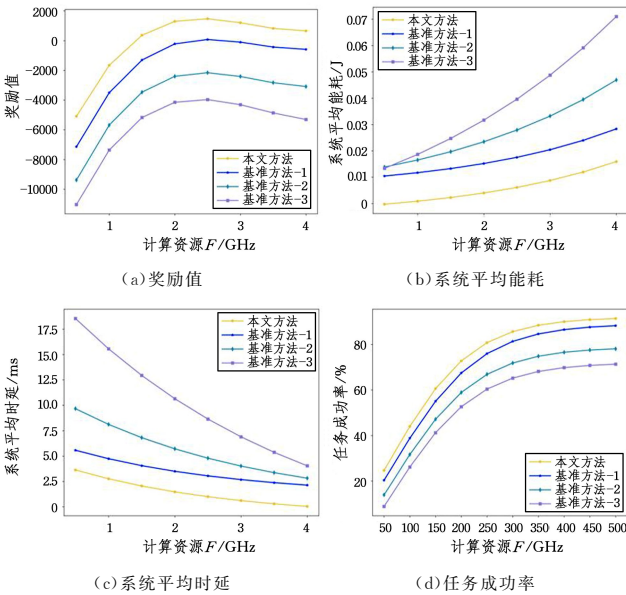 奖励值
2000
0
−2000
−4000
−6000
−8000
−10000
本文方法
基准方法-1
基准方法-2
基准方法-3
1
2
3
4
计算资源F/GHz
(a)奖励值
系统平均能耗/J
0.07
0.06
0.05
0.04
0.03
0.02
0.01
0
本文方法
基准方法-1
基准方法-2
基准方法-3
1
2
3
4
计算资源F/GHz
(b)系统平均能耗
系统平均时延/ms
17.5
15.0
12.5
10.0
7.5
5.0
2.5
0
本文方法
基准方法-1
基准方法-2
基准方法-3
1
2
3
4
计算资源F/GHz
(c)系统平均时延
任务成功率/%
80
60
40
20
本文方法
基准方法-1
基准方法-2
基准方法-3
50 100 150 200 250 300 350 400 450 500
计算资源F/GHz
(d)任务成功率